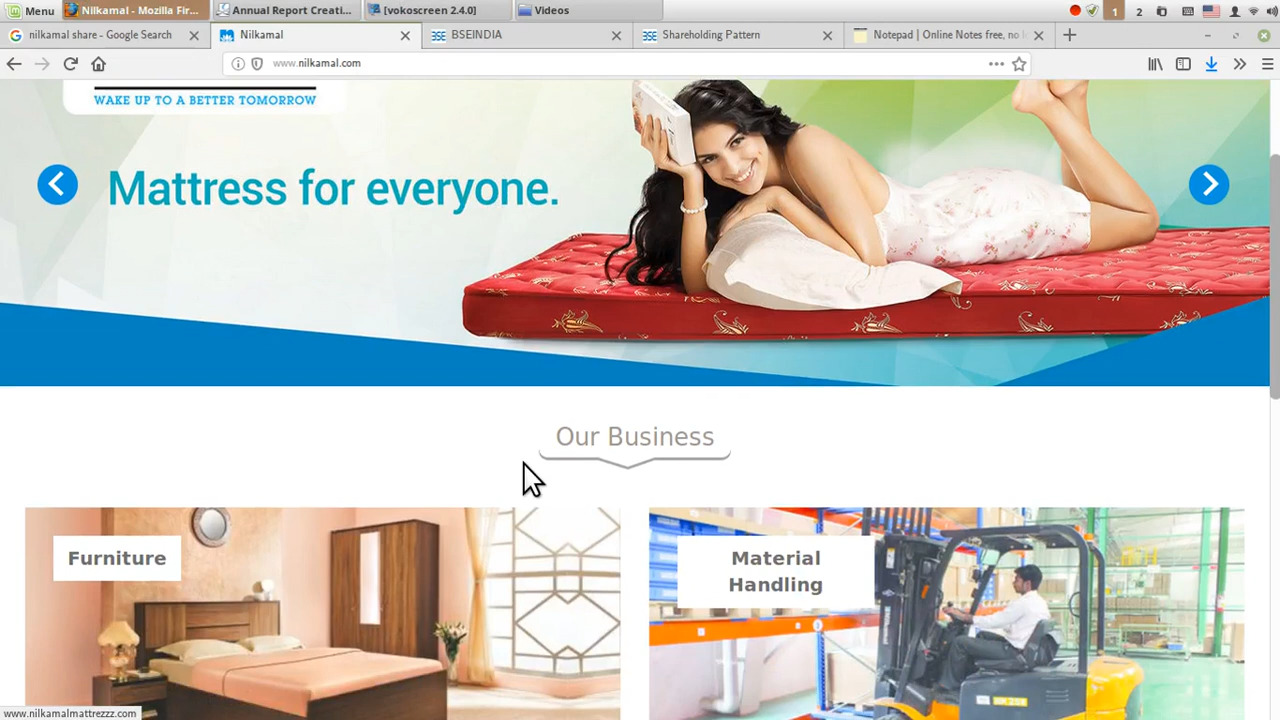 Menu
Nilkamal - Mozilla Fir...
Annual Report Creati...
[vokoscreen 2.4.0]
Videos
1
2
nilkamal share - Google Search
Nilkamal
BSEINDIA
Shareholding Pattern
Notepad | Online Notes free, no l
www.nilkamal.com
WAKE UP TO A BETTER TOMORROW
Mattress for everyone.
Our Business
Furniture
Material
Handling
www.nilkamalmattrezzz.com